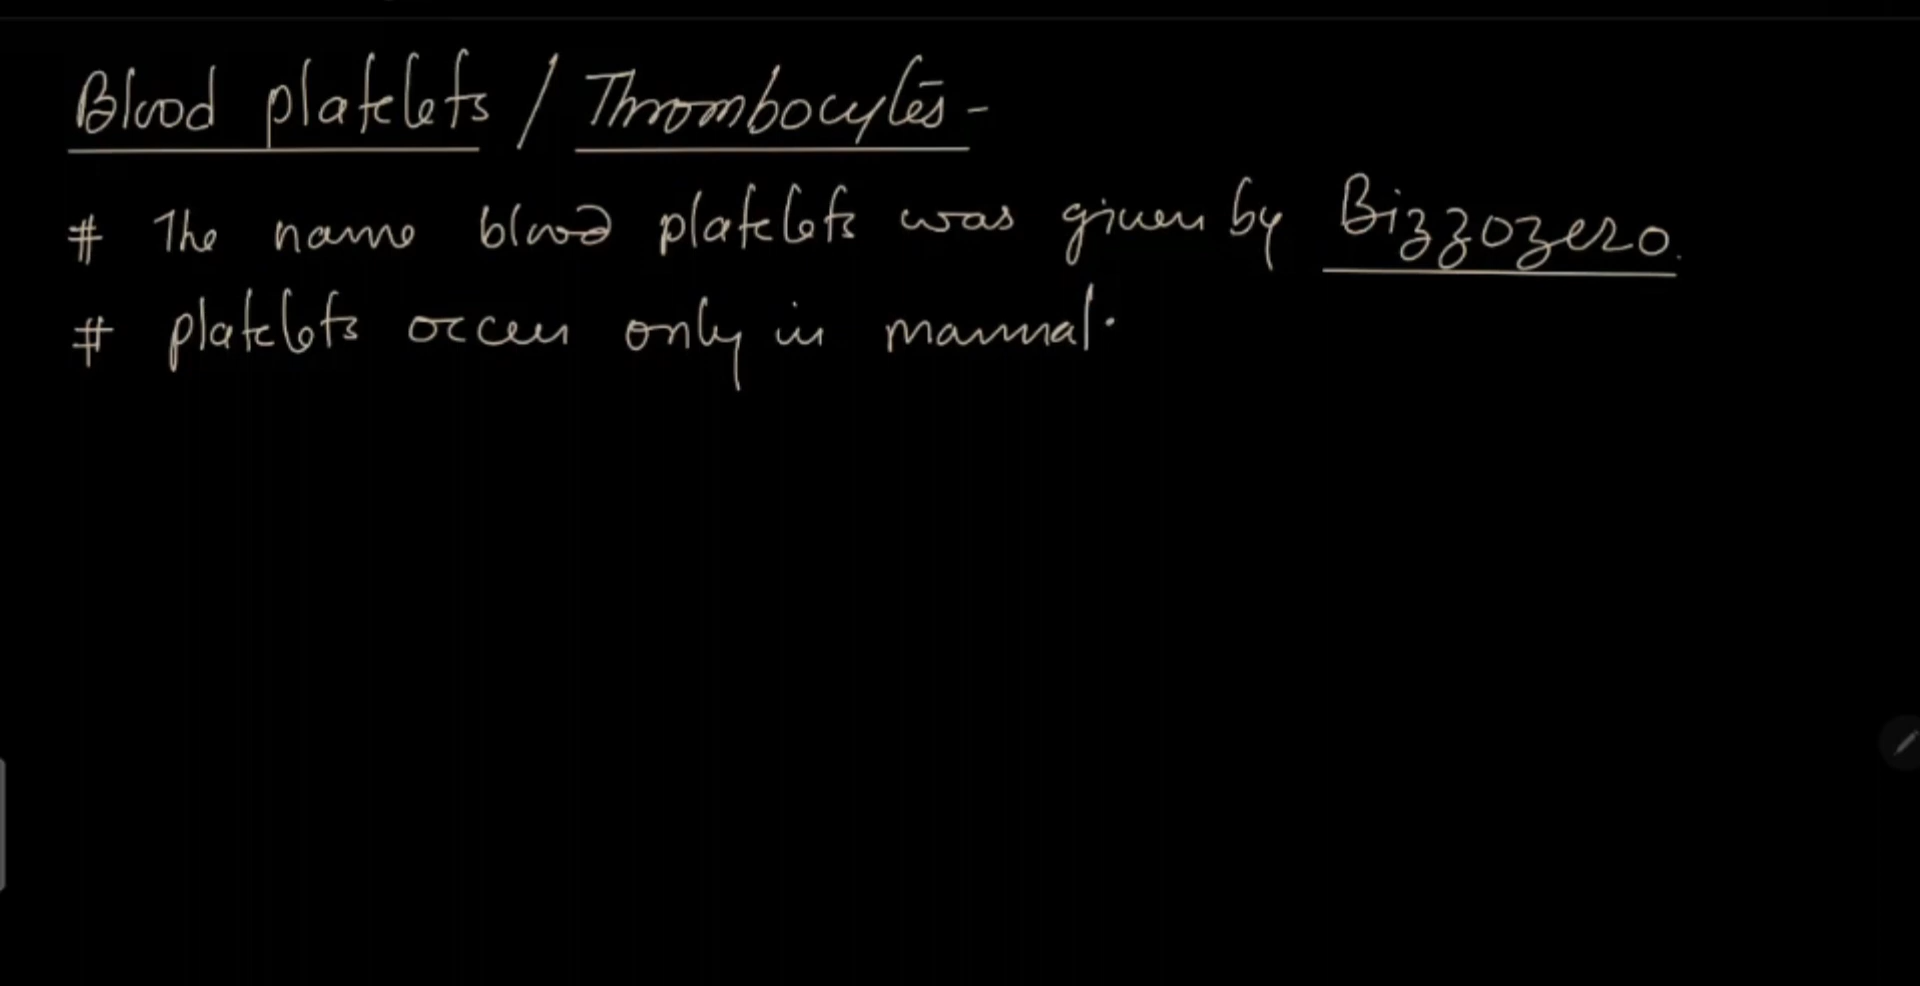 Blood platelets / Thrombocytes -
# The name blood platelets was given by Bizzozero.
# platelets occur only in mammal.